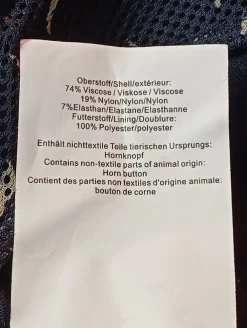 Oberstoff/Shell/extérieur:
74% Viscose / Viskose / Viscose
19% Nylon/Nylon/Nylon
7%Elasthan/Elastane/Elasthanne
Futterstoff/Lining/Doublure:
100% Polyester/polyester
Enthält nichttextile Teile tierischen Ursprungs:
Hornknopf
Contains non-textile parts of animal origin:
Horn button
Contient des parties non textiles d'origine animale:
bouton de corne